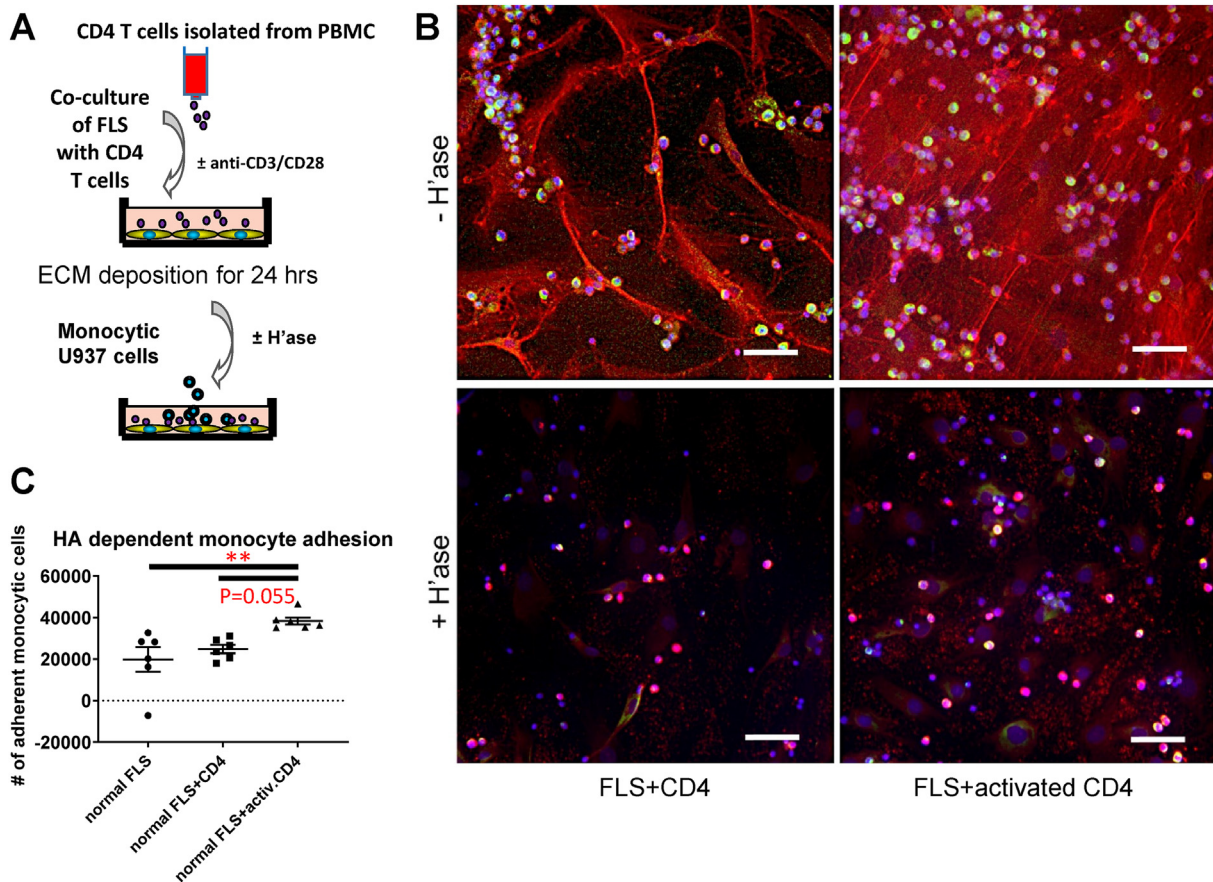 A
CD4 T cells isolated from PBMC
Co-culture
of FLS
with CD4
T cells
± anti-CD3/CD28
ECM deposition for 24 hrs
Monocytic
U937 cells
± H'ase
B
- H'ase
+ H'ase
FLS+CD4
FLS+activated CD4
C
HA dependent monocyte adhesion
**
P=0.055
# of adherent monocytic cells
60000
40000
20000
0
-20000
normal FLS
normal FLS+CD4
normal FLS+activ.CD4